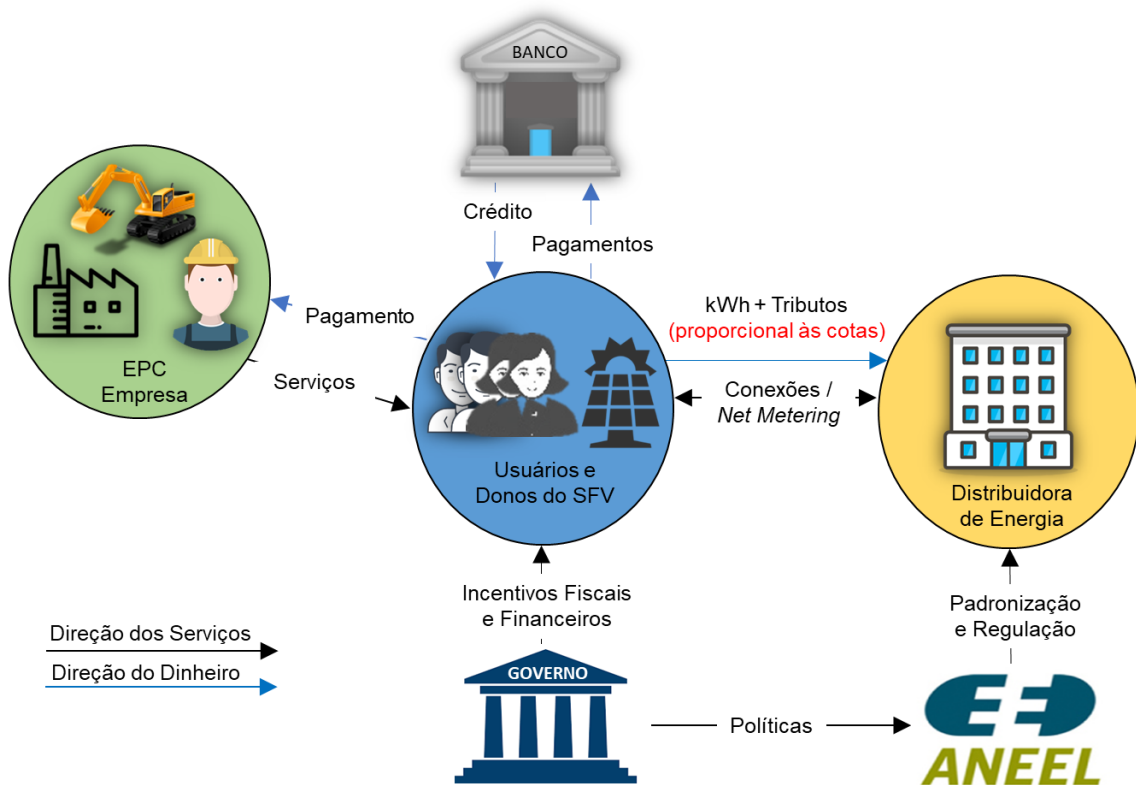 BANCO
Crédito
Pagamentos
Pagamento
EPC
Empresa
Serviços
kWh + Tributos
(proporcional às cotas)
Conexões /
Net Metering
Usuários e
Donos do SFV
Distribuidora
de Energia
Incentivos Fiscais
e Financeiros
Padronização
e Regulação
Direção dos Serviços
Direção do Dinheiro
GOVERNO
Políticas
ANEEL